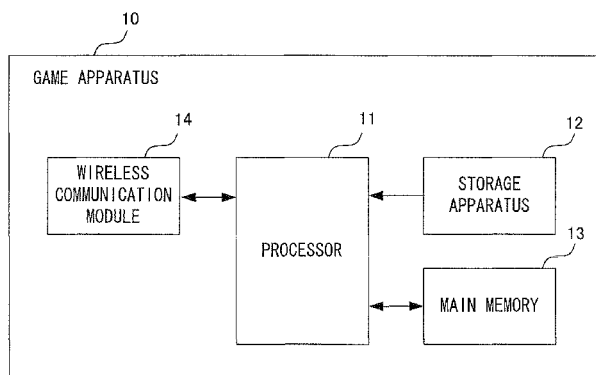 10
GAME APPARATUS
14
11
12
WIRELESS
COMMUNICATION
MODULE
PROCESSOR
STORAGE
APPARATUS
13
MAIN MEMORY